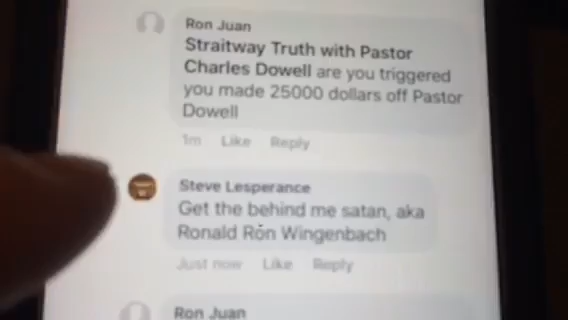 Ron Juan
Straitway Truth with Pastor
Charles Dowell are you triggered
you made 25000 dollars off Pastor
Dowell
1m Like Reply
Steve Lesperance
Get the behind me satan, aka
Ronald Ron Wingenbach
Just now Like Reply
Ron Juan